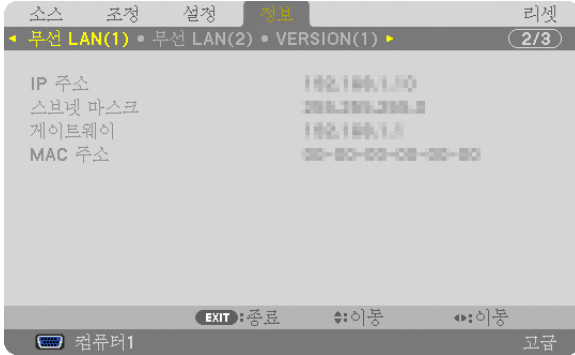 소스 조정 설정 정보 리셋
◂ 무선 LAN(1) • 무선 LAN(2) • VERSION(1) ▸ 2/3
IP 주소
서브넷 마스크
게이트웨이
MAC 주소
EXIT:종료 :이동 :이동
컴퓨터1 고급